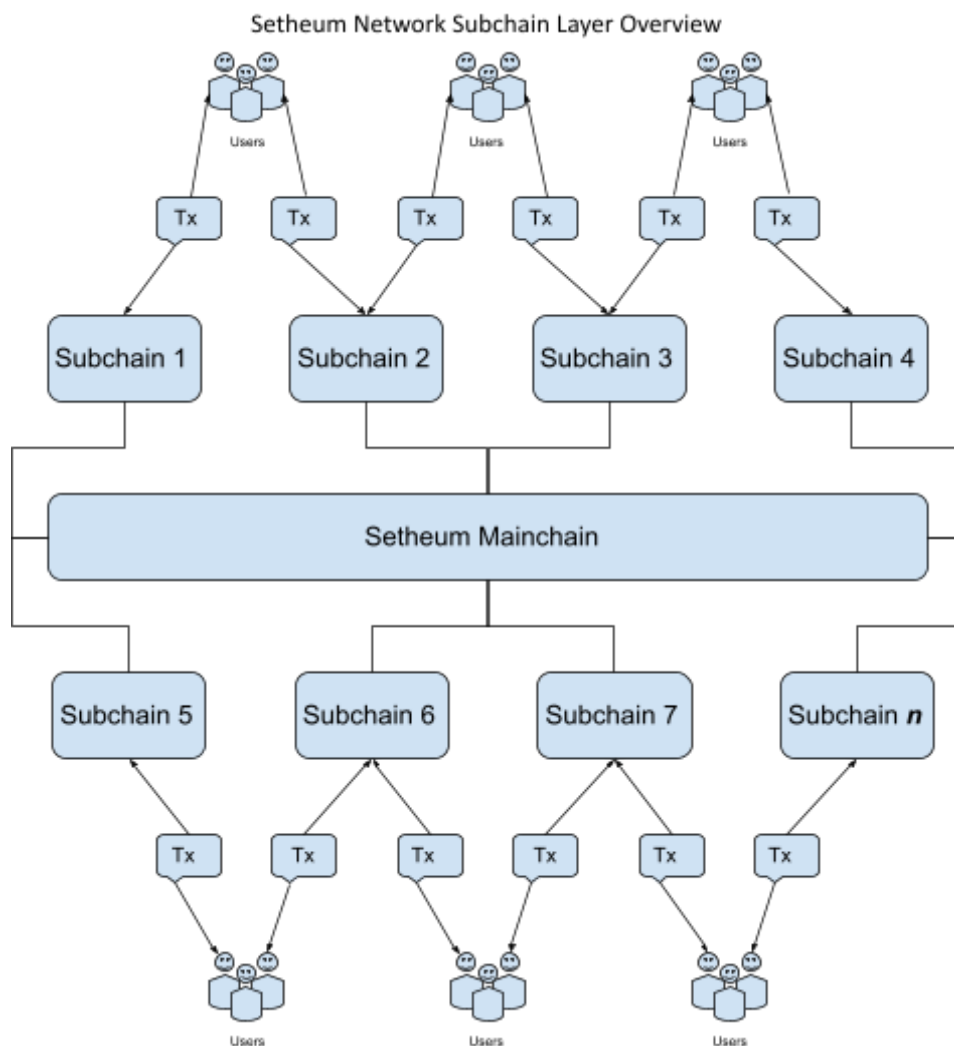 Setheum Network Subchain Layer Overview
Users
Users
Users
Tx
Tx
Tx
Tx
Tx
Tx
Subchain 1
Subchain 2
Subchain 3
Subchain 4
Setheum Mainchain
Subchain 5
Subchain 6
Subchain 7
Subchain n
Tx
Tx
Tx
Tx
Tx
Tx
Users
Users
Users